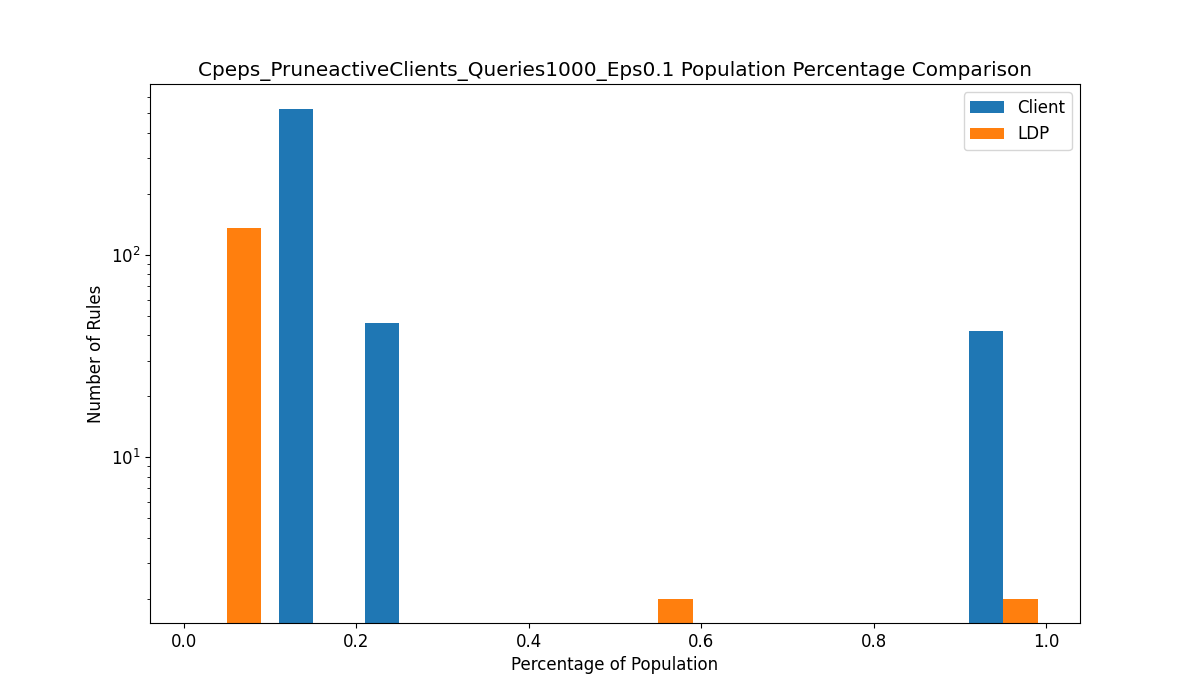 Cpeps_PruneactiveClients_Queries1000_Eps0.1 Population Percentage Comparison
Client
LDP
Number of Rules
10²
10¹
0.0 0.2 0.4 0.6 0.8 1.0
Percentage of Population